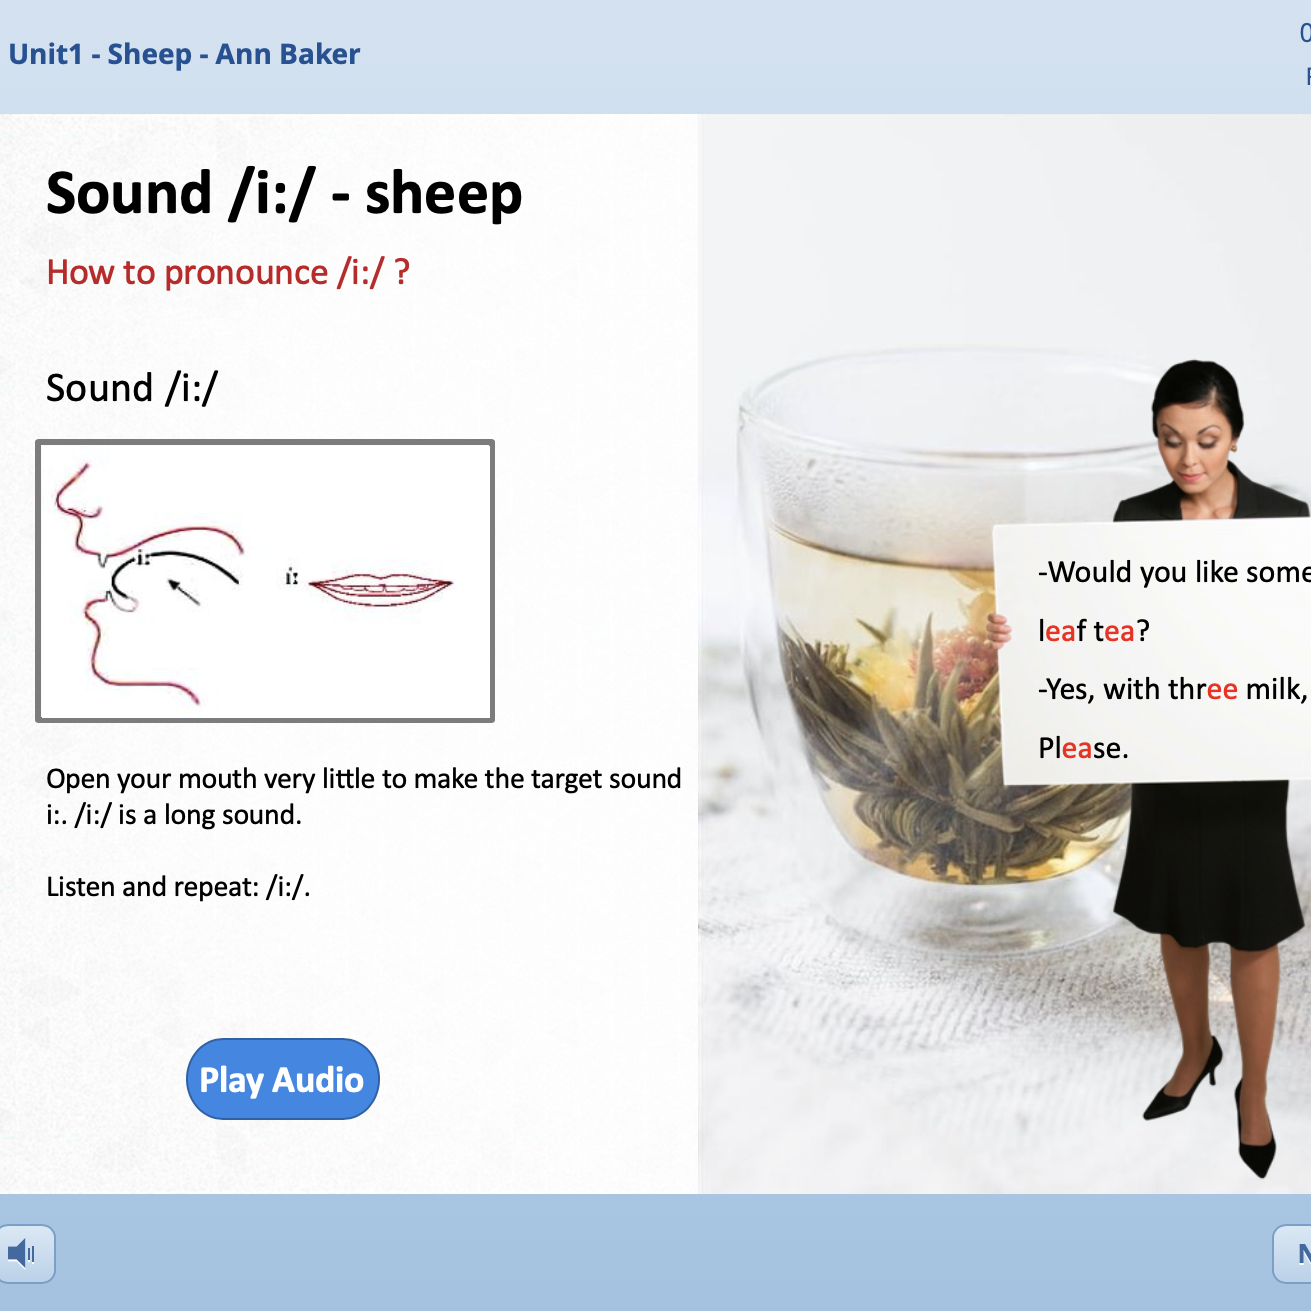 Unit1 - Sheep - Ann Baker
Sound /i:/ - sheep
How to pronounce /i:/ ?
Sound /i:/
i:
i:
Open your mouth very little to make the target sound
i:. /i:/ is a long sound.
Listen and repeat: /i:/.
Play Audio
-Would you like some
leaf tea?
-Yes, with three milk,
Please.